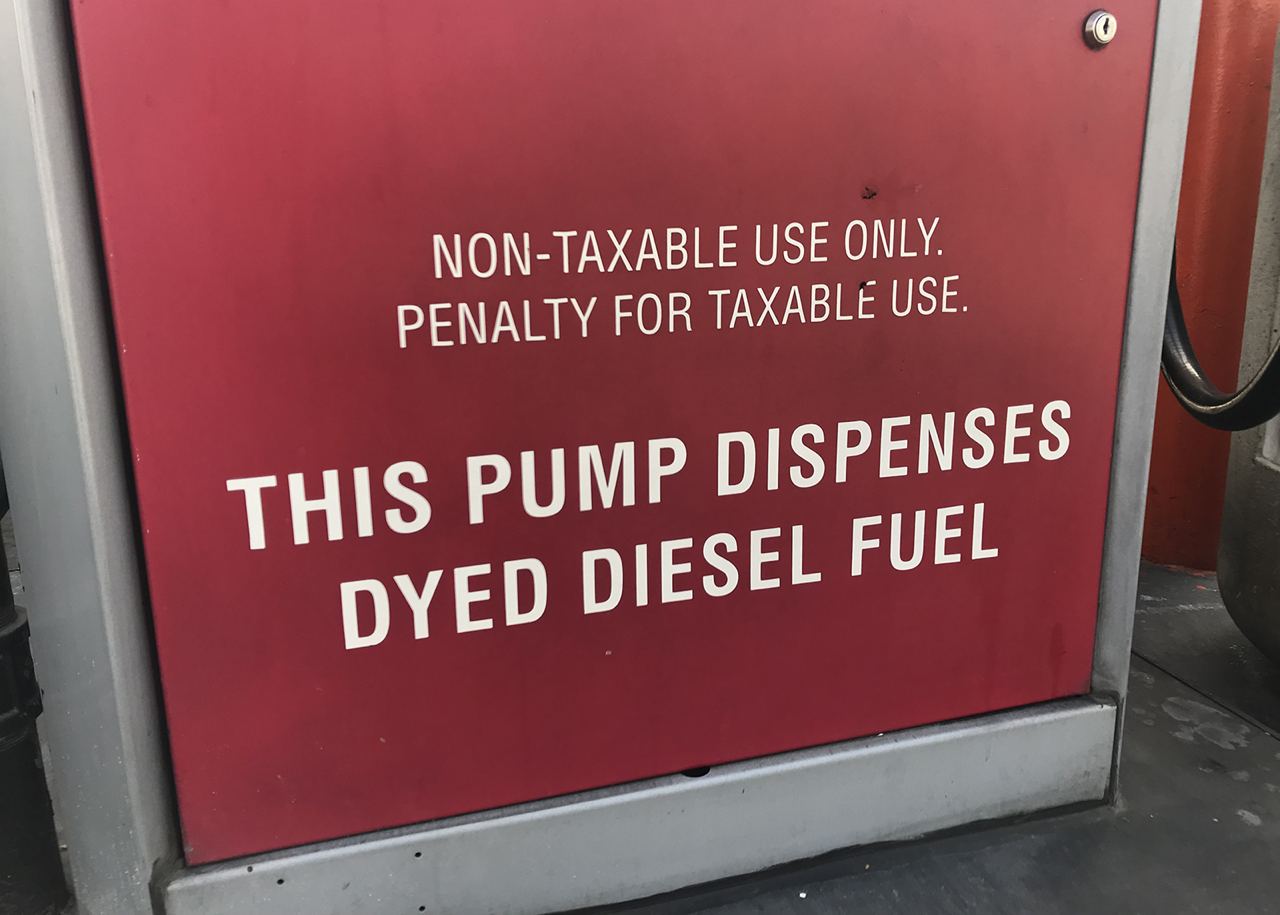 NON-TAXABLE USE ONLY.
PENALTY FOR TAXABLE USE.
THIS PUMP DISPENSES
DYED DIESEL FUEL